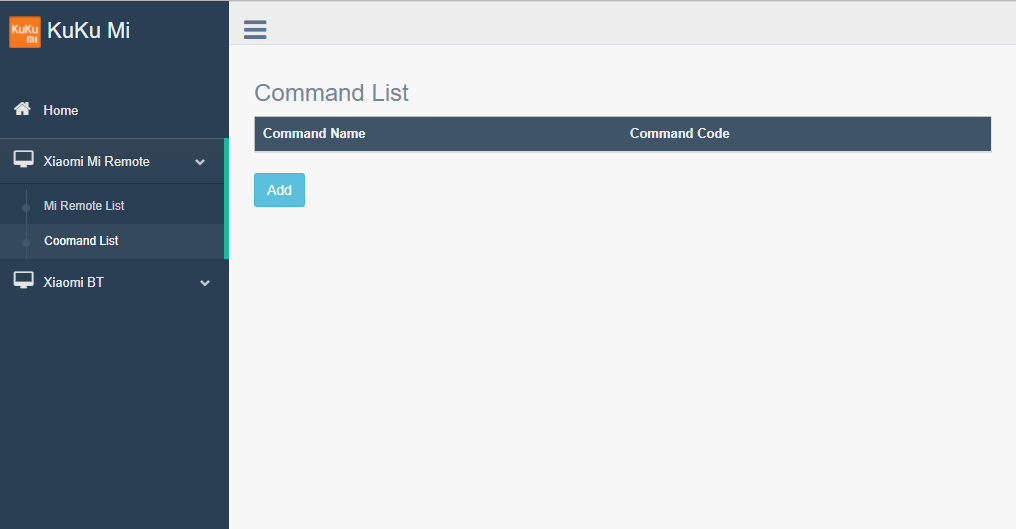 KuKu
mi
KuKu Mi
Home
Xiaomi Mi Remote
Mi Remote List
Coomand List
Xiaomi BT
Command List
Command Name Command Code
Add